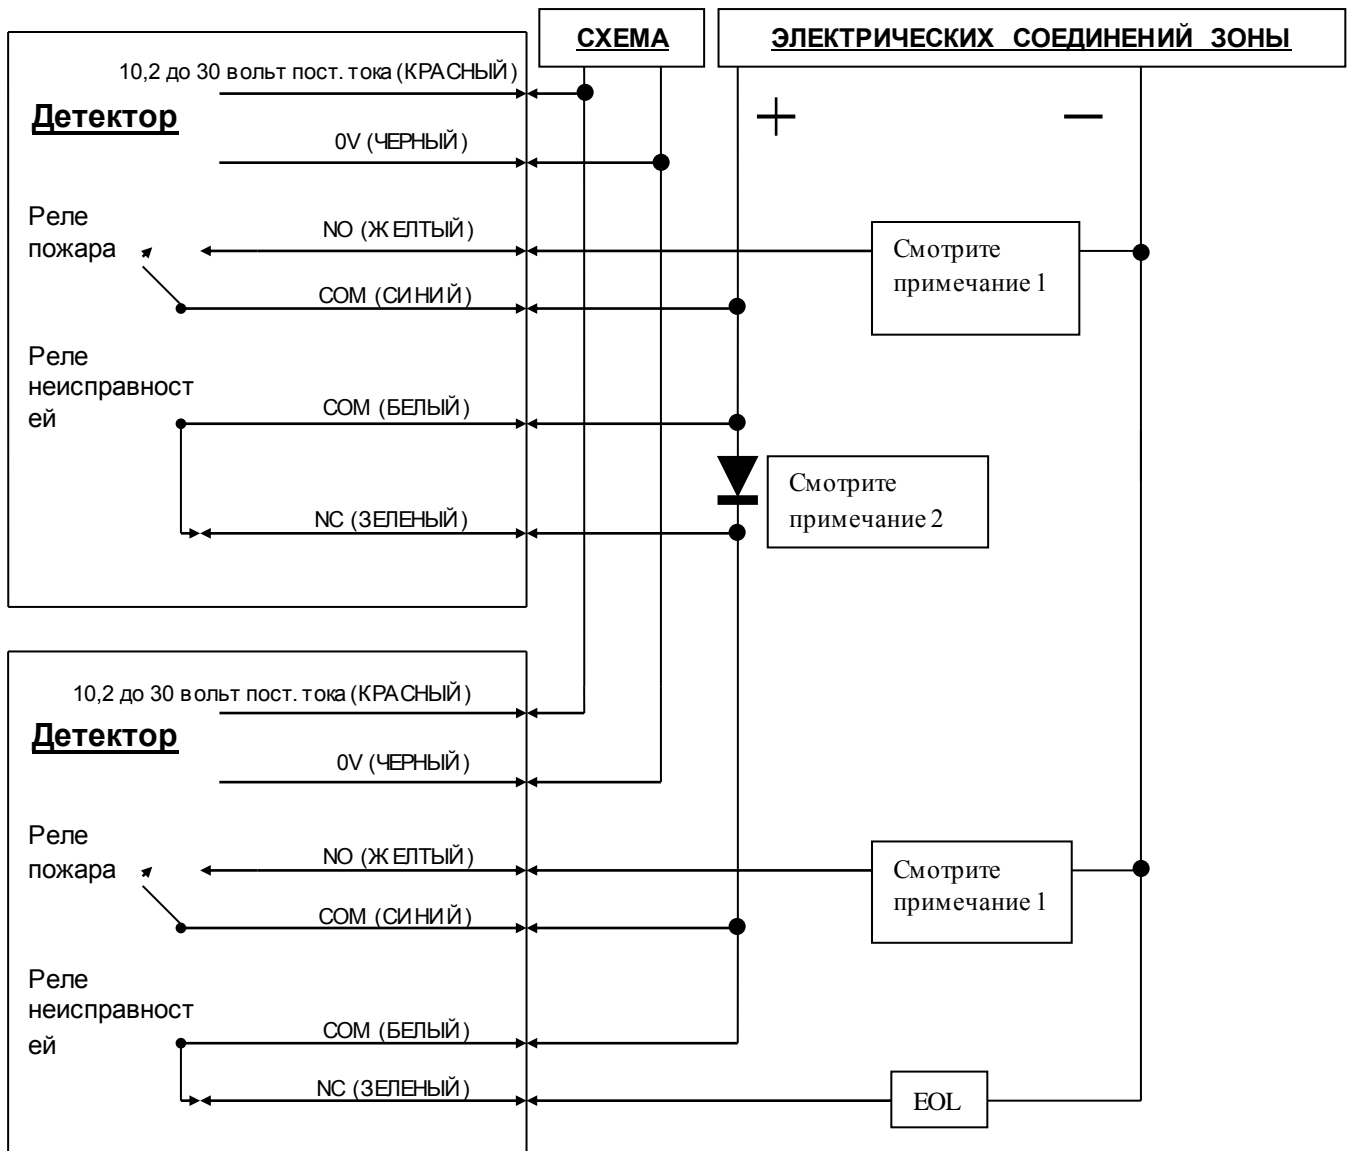 СХЕМА
ЭЛЕКТРИЧЕСКИХ СОЕДИНЕНИЙ ЗОНЫ
10,2 до 30 вольт пост. тока (КРАСНЫЙ)
Детектор
+
−
0V (ЧЕРНЫЙ)
Реле
пожара
NO (ЖЕЛТЫЙ)
Смотрите
примечание 1
COM (СИНИЙ)
Реле
неисправност
ей
COM (БЕЛЫЙ)
Смотрите
примечание 2
NC (ЗЕЛЕНЫЙ)
10,2 до 30 вольт пост. тока (КРАСНЫЙ)
Детектор
0V (ЧЕРНЫЙ)
Реле
пожара
NO (ЖЕЛТЫЙ)
Смотрите
примечание 1
COM (СИНИЙ)
Реле
неисправност
ей
COM (БЕЛЫЙ)
NC (ЗЕЛЕНЫЙ)
EOL